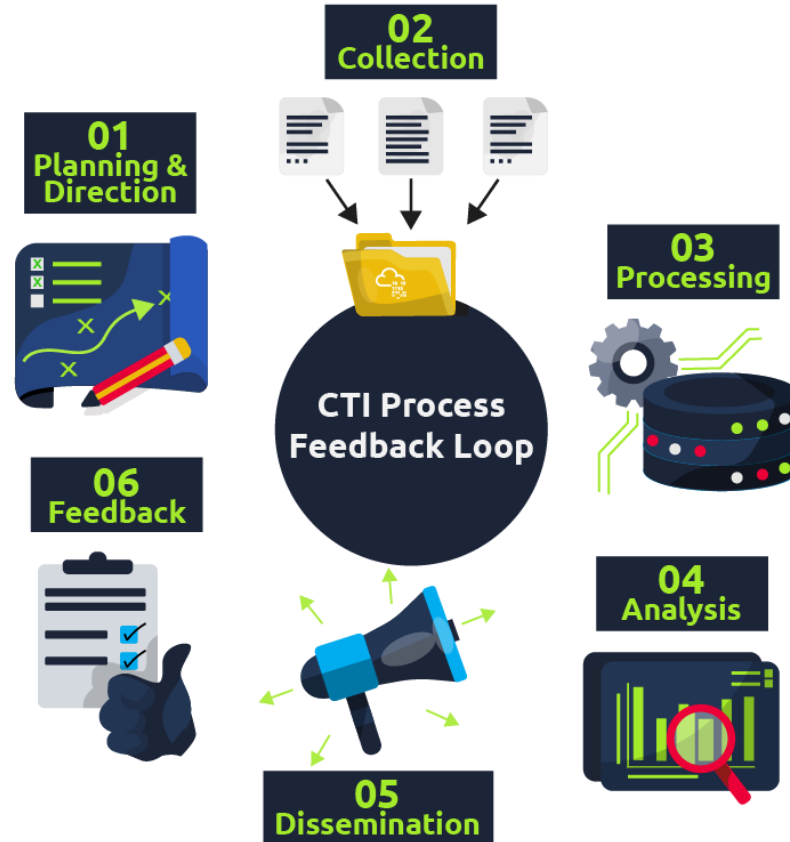 01
Planning &
Direction
02
Collection
03
Processing
04
Analysis
05
Dissemination
06
Feedback
CTI Process
Feedback Loop